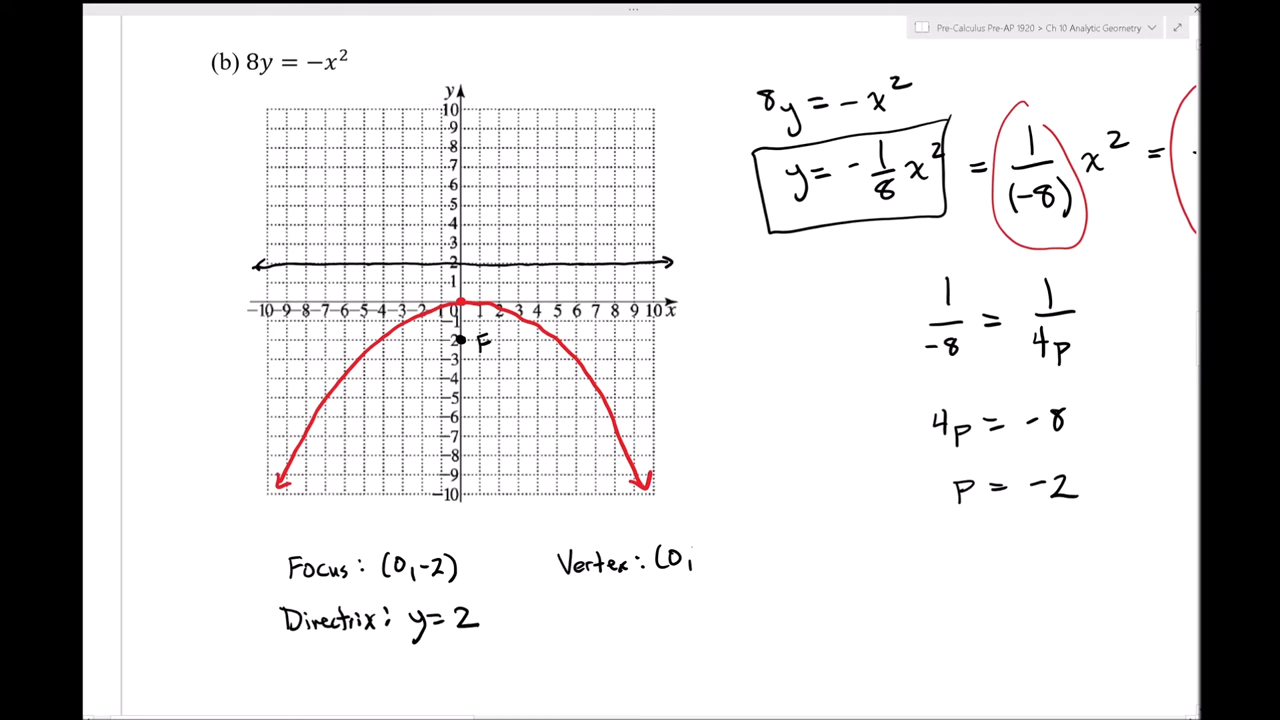 Pre-Calculus Pre-AP 1920 > Ch 10 Analytic Geometry
(b) 8y = −x²
y
10
9
8
7
6
5
4
3
2
1
−10 −9 −8 −7 −6 −5 −4 −3 −2 −1 0 1 2 3 4 5 6 7 8 9 10 x
−1
2
−3
−4
−5
−6
−7
−8
−9
−10
F
8y = -x²
y = - 1/8 x² = 1/(-8) x² =
1/-8 = 1/4p
4p = -8
p = -2
Focus: (0,-2)
Vertex: (0,
Directrix: y = 2